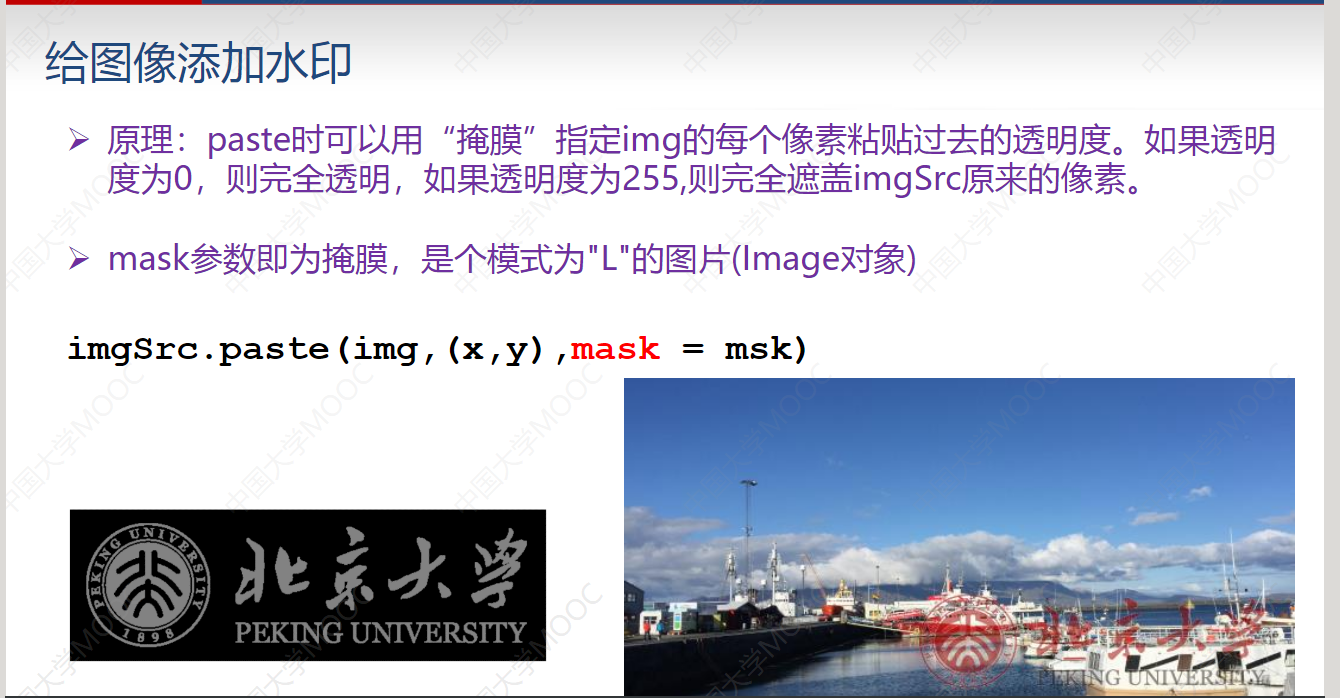 给图像添加水印
➢ 原理：paste时可以用“掩膜”指定img的每个像素粘贴过去的透明度。如果透明
度为0，则完全透明，如果透明度为255,则完全遮盖imgSrc原来的像素。
➢ mask参数即为掩膜，是个模式为"L"的图片(Image对象)
imgSrc.paste(img,(x,y),mask = msk)
PEKING UNIVERSITY
1898
北京大学
PEKING UNIVERSITY
北京大学
PEKING UNIVERSITY
中国大学MOOC